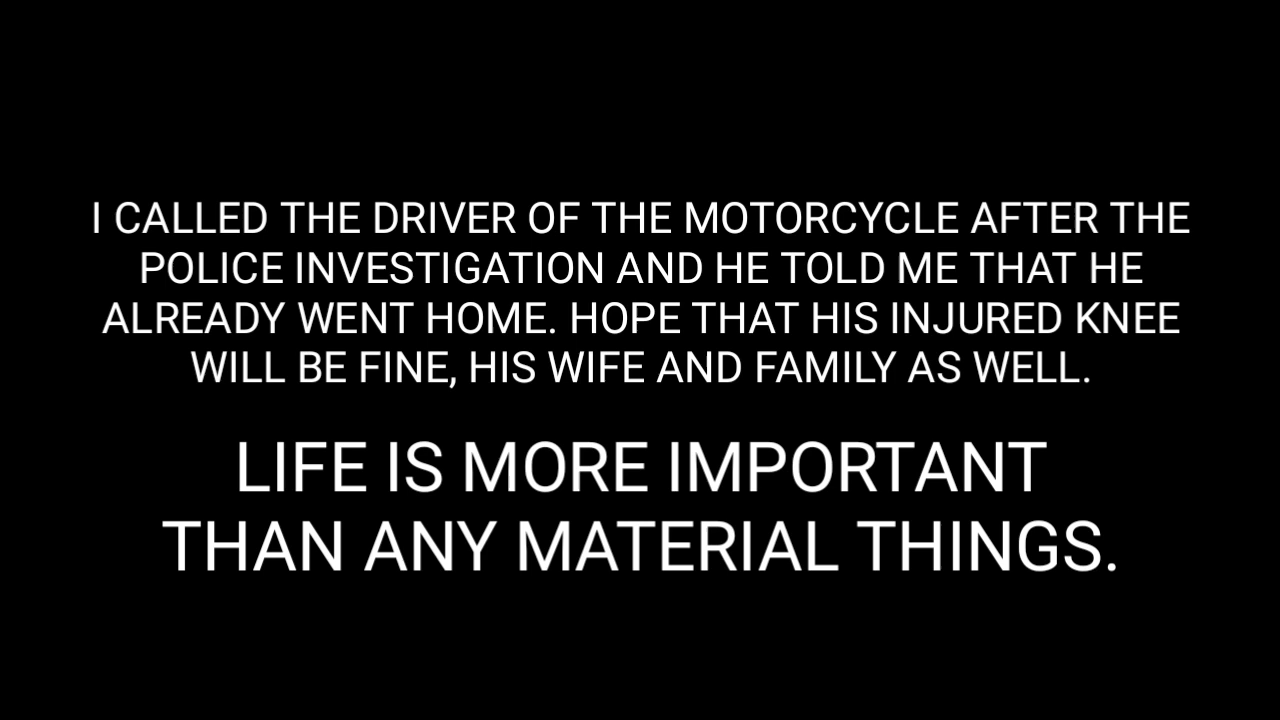 I CALLED THE DRIVER OF THE MOTORCYCLE AFTER THE
POLICE INVESTIGATION AND HE TOLD ME THAT HE
ALREADY WENT HOME. HOPE THAT HIS INJURED KNEE
WILL BE FINE, HIS WIFE AND FAMILY AS WELL.
LIFE IS MORE IMPORTANT
THAN ANY MATERIAL THINGS.